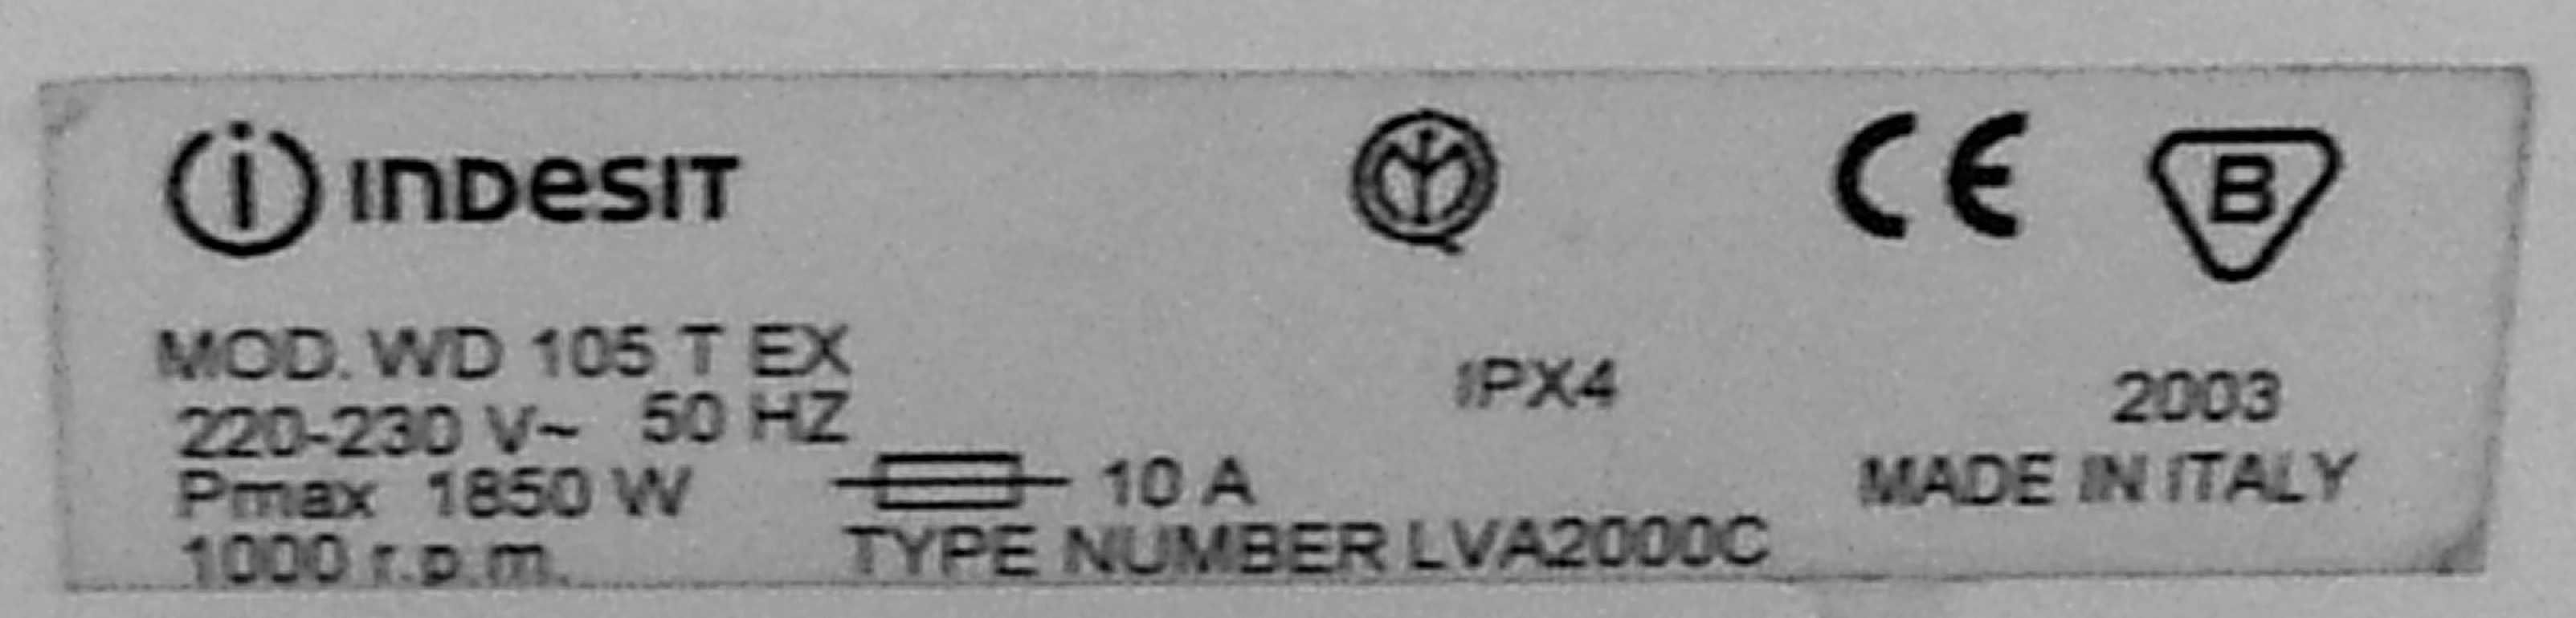 INDESIT
CE B
MOD. WD 105 T EX
220-230 V~ 50 HZ
IPX4
2003
Pmax 1850 W
10 A
MADE IN ITALY
1000 r.p.m.
TYPE NUMBER LVA2000C